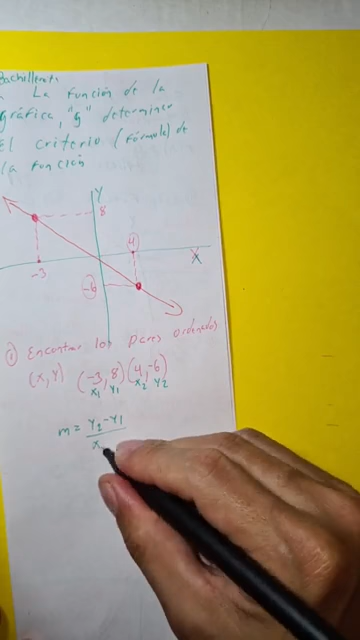 Bachillerato
La función de la
gráfica, "g" determine
El criterio (fórmula) de
la función
Y
8
4
X
-3
-6
① Encontrar los Pares Ordenados
(x, y) (-3, 8) (4, -6)
x₁ y₁ x₂ y₂
m = y₂-y₁
x